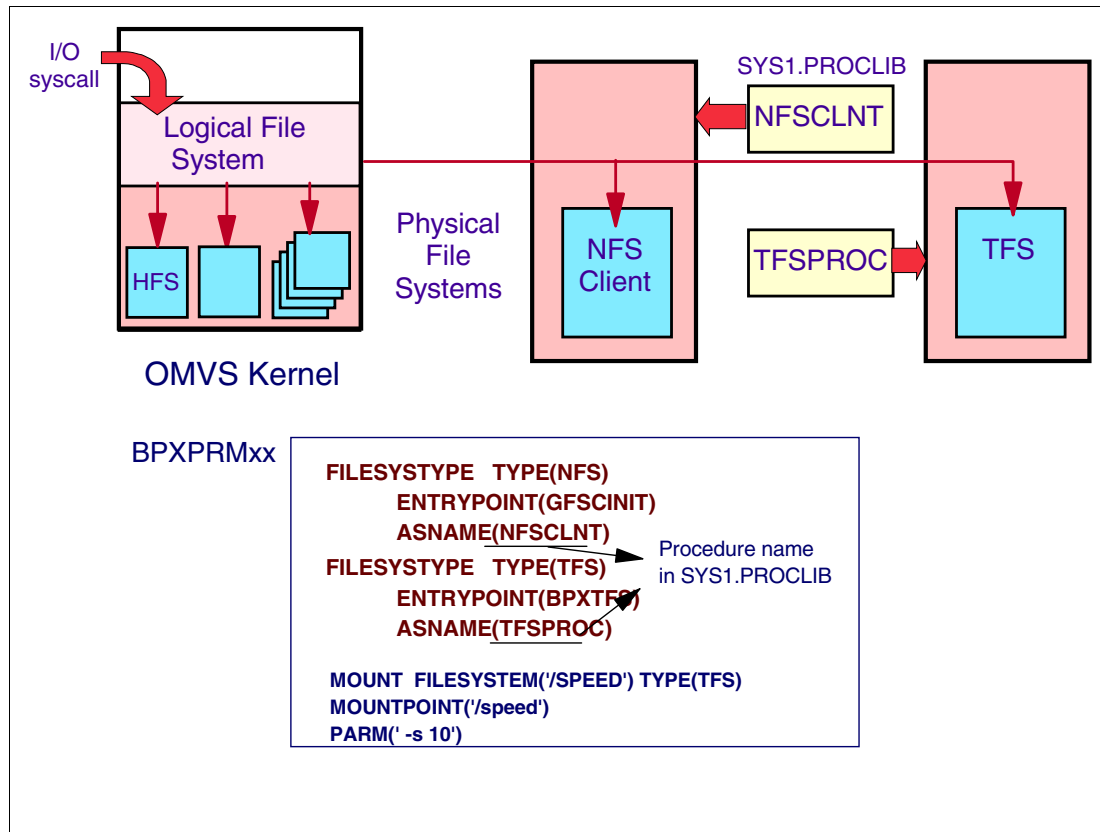 I/O
syscall
Logical File
System
HFS
OMVS Kernel
Physical
File
Systems
NFS
Client
SYS1.PROCLIB
NFSCLNT
TFSPROC
TFS
BPXPRMxx
FILESYSTYPE TYPE(NFS)
ENTRYPOINT(GFSCINIT)
ASNAME(NFSCLNT)
FILESYSTYPE TYPE(TFS)
ENTRYPOINT(BPXTFS)
ASNAME(TFSPROC)
Procedure name
in SYS1.PROCLIB
MOUNT FILESYSTEM('/SPEED') TYPE(TFS)
MOUNTPOINT('/speed')
PARM(' -s 10')